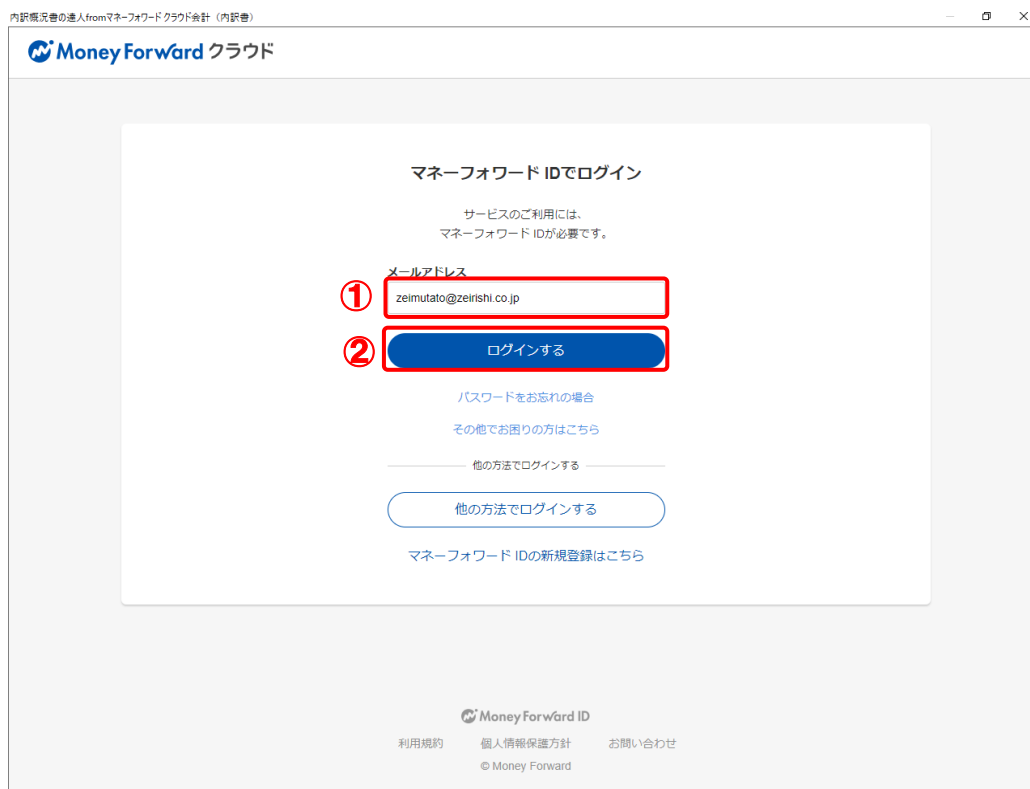 内訳概況書の達人fromマネーフォワード クラウド会計（内訳書）
Money Forward クラウド
マネーフォワード IDでログイン
サービスのご利用には、
マネーフォワード IDが必要です。
メールアドレス
① zeimutato@zeirishi.co.jp
② ログインする
パスワードをお忘れの場合
その他でお困りの方はこちら
他の方法でログインする
他の方法でログインする
マネーフォワード IDの新規登録はこちら
Money Forward ID
利用規約 個人情報保護方針 お問い合わせ
© Money Forward